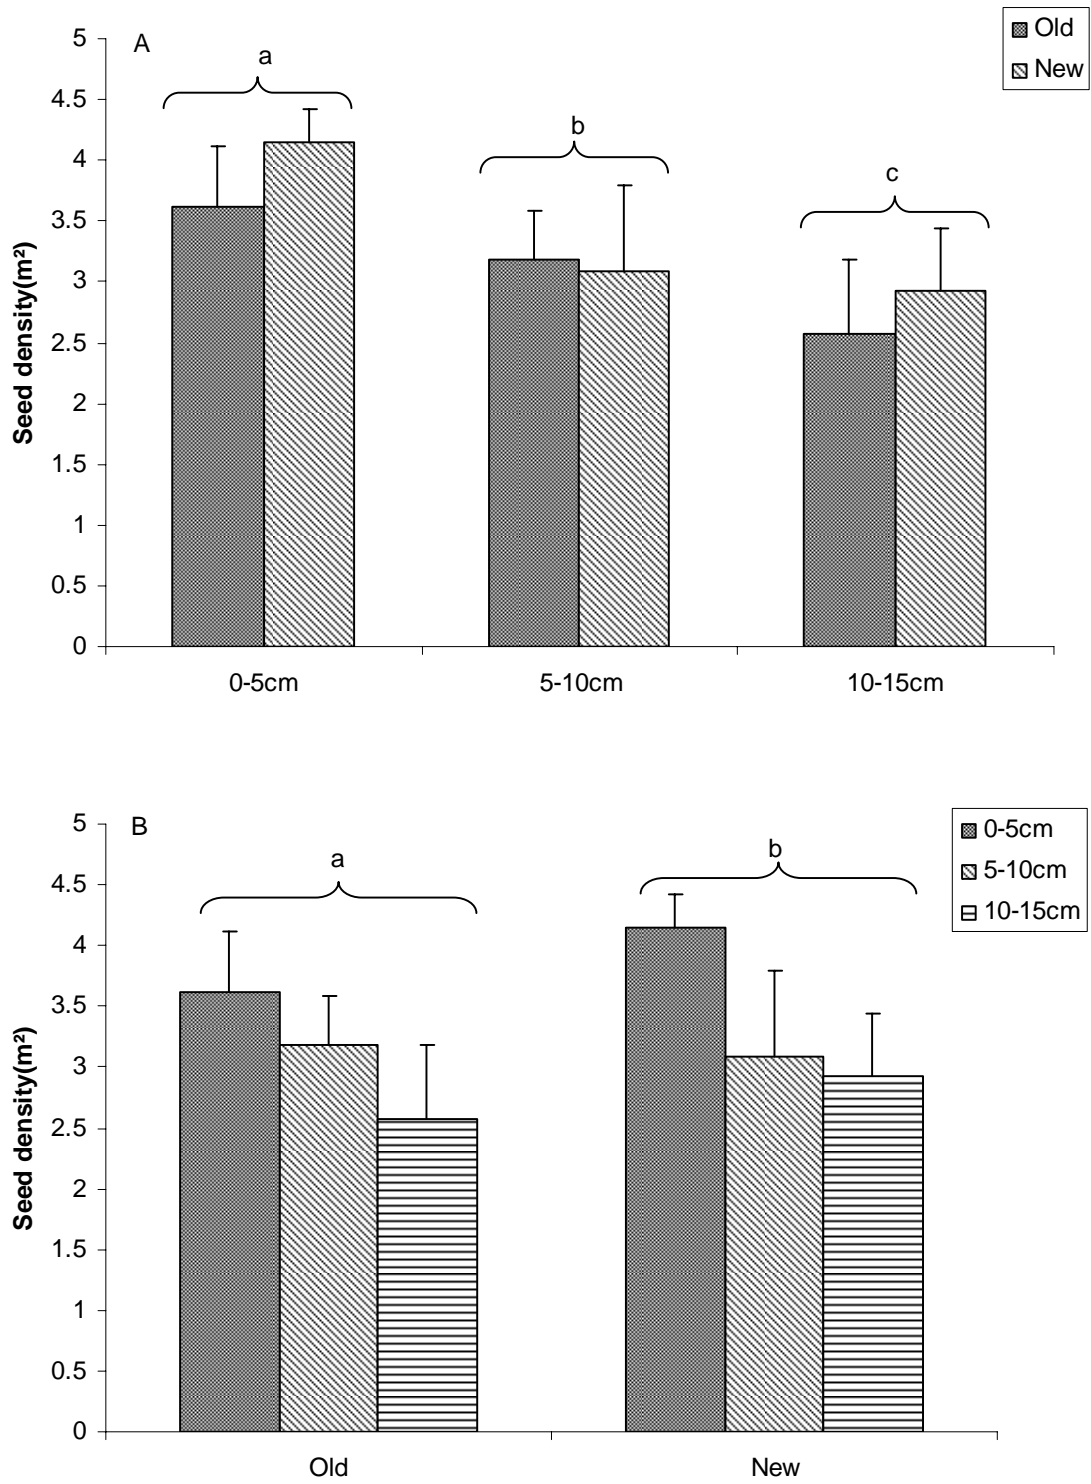 A
Old
New
a
b
c
5
4.5
4
3.5
3
2.5
2
1.5
1
0.5
0
Seed density(m²)
0-5cm 5-10cm 10-15cm
B
0-5cm
5-10cm
10-15cm
a
b
5
4.5
4
3.5
3
2.5
2
1.5
1
0.5
0
Seed density(m²)
Old New